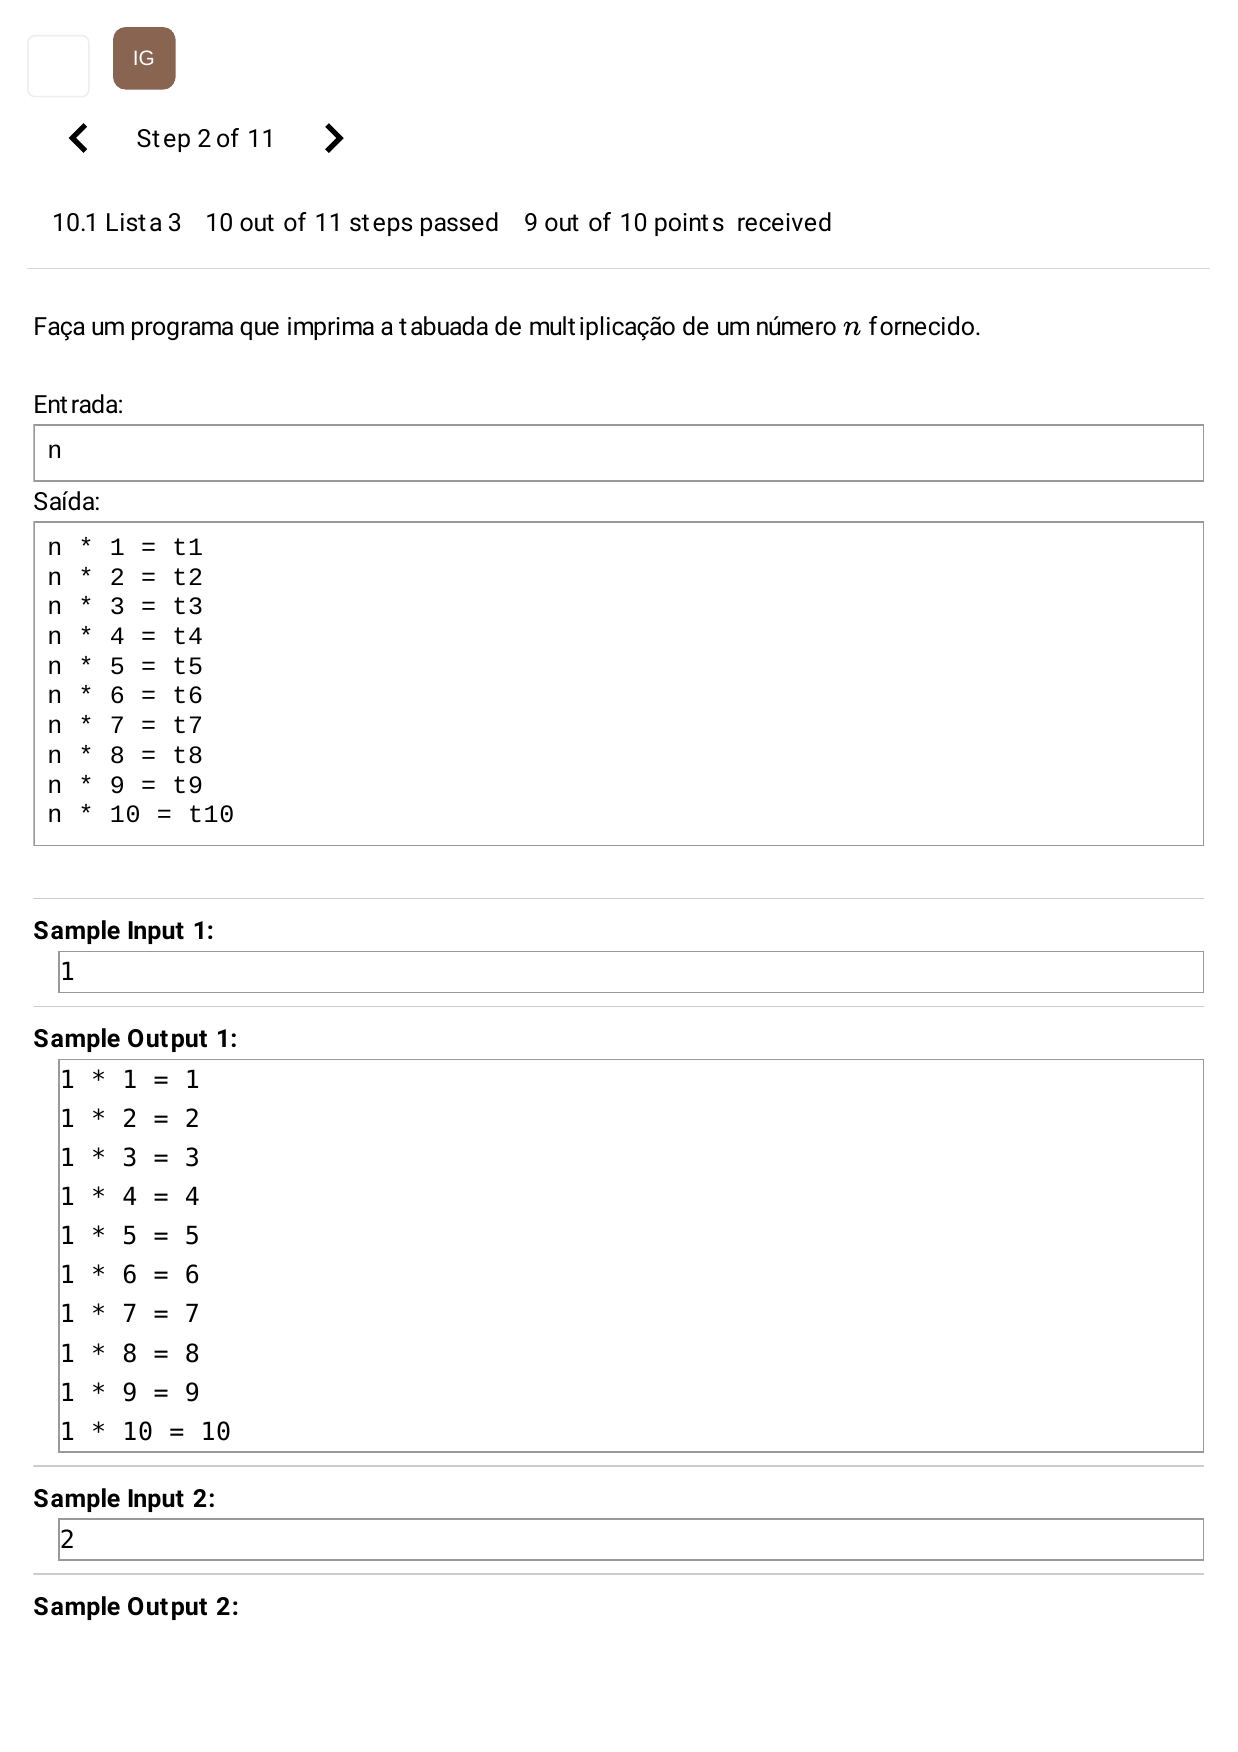 IG
Step 2 of 11
10.1 Lista 3 10 out of 11 steps passed 9 out of 10 points received
Faça um programa que imprima a tabuada de multiplicação de um número n fornecido.
Entrada:
n
Saída:
n * 1 = t1
n * 2 = t2
n * 3 = t3
n * 4 = t4
n * 5 = t5
n * 6 = t6
n * 7 = t7
n * 8 = t8
n * 9 = t9
n * 10 = t10
Sample Input 1:
1
Sample Output 1:
1 * 1 = 1
1 * 2 = 2
1 * 3 = 3
1 * 4 = 4
1 * 5 = 5
1 * 6 = 6
1 * 7 = 7
1 * 8 = 8
1 * 9 = 9
1 * 10 = 10
Sample Input 2:
2
Sample Output 2: